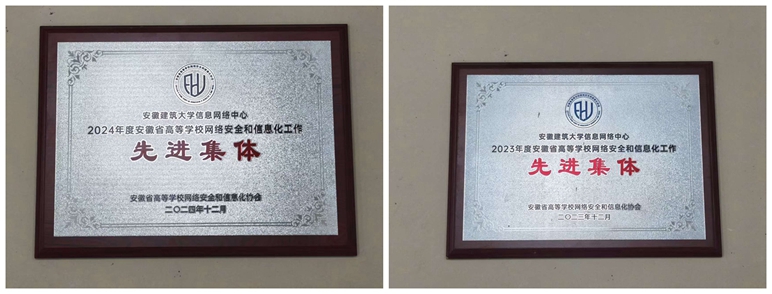 安徽建筑大学信息网络中心
2024年度安徽省高等学校网络安全和信息化工作
先进集体
安徽省高等学校网络安全和信息化协会
二〇二四年十二月
安徽建筑大学信息网络中心
2023年度安徽省高等学校网络安全和信息化工作
先进集体
安徽省高等学校网络安全和信息化协会
二〇二三年十二月